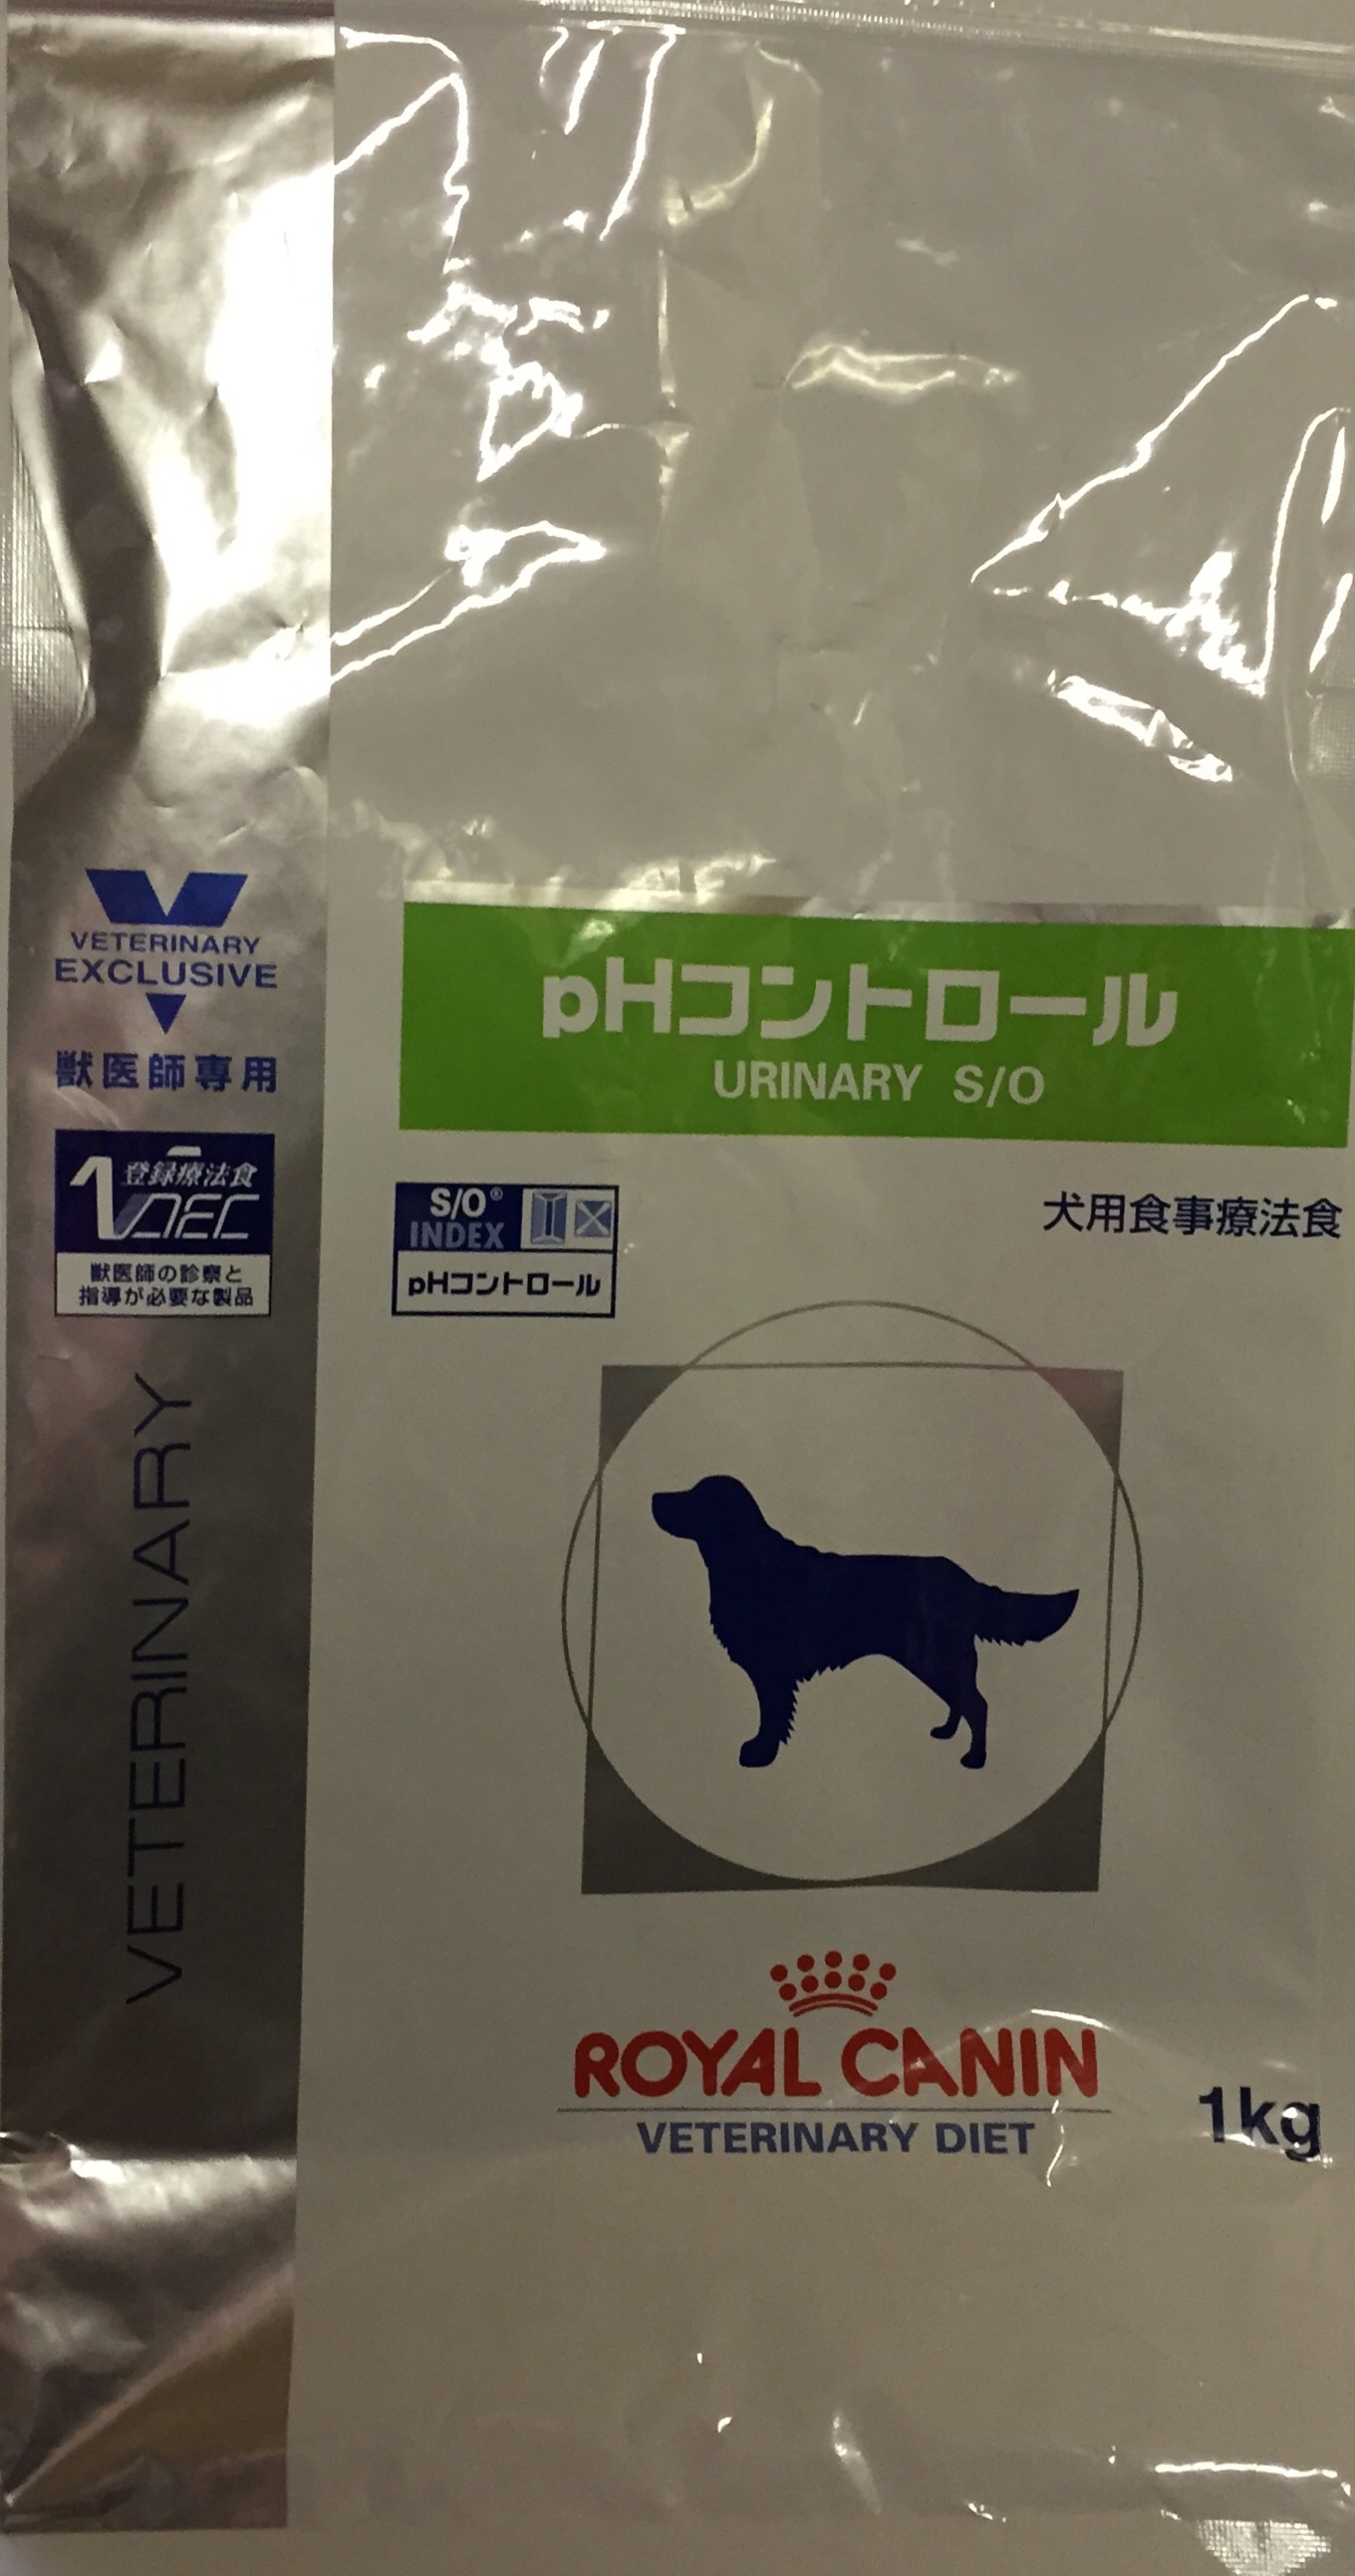 VETERINARY
EXCLUSIVE
獣医師専用
登録療法食
VDEC
獣医師の診察と
指導が必要な製品
VETERINARY
pHコントロール
URINARY S/O
S/O®
INDEX
pHコントロール
犬用食事療法食
ROYAL CANIN
VETERINARY DIET
1kg